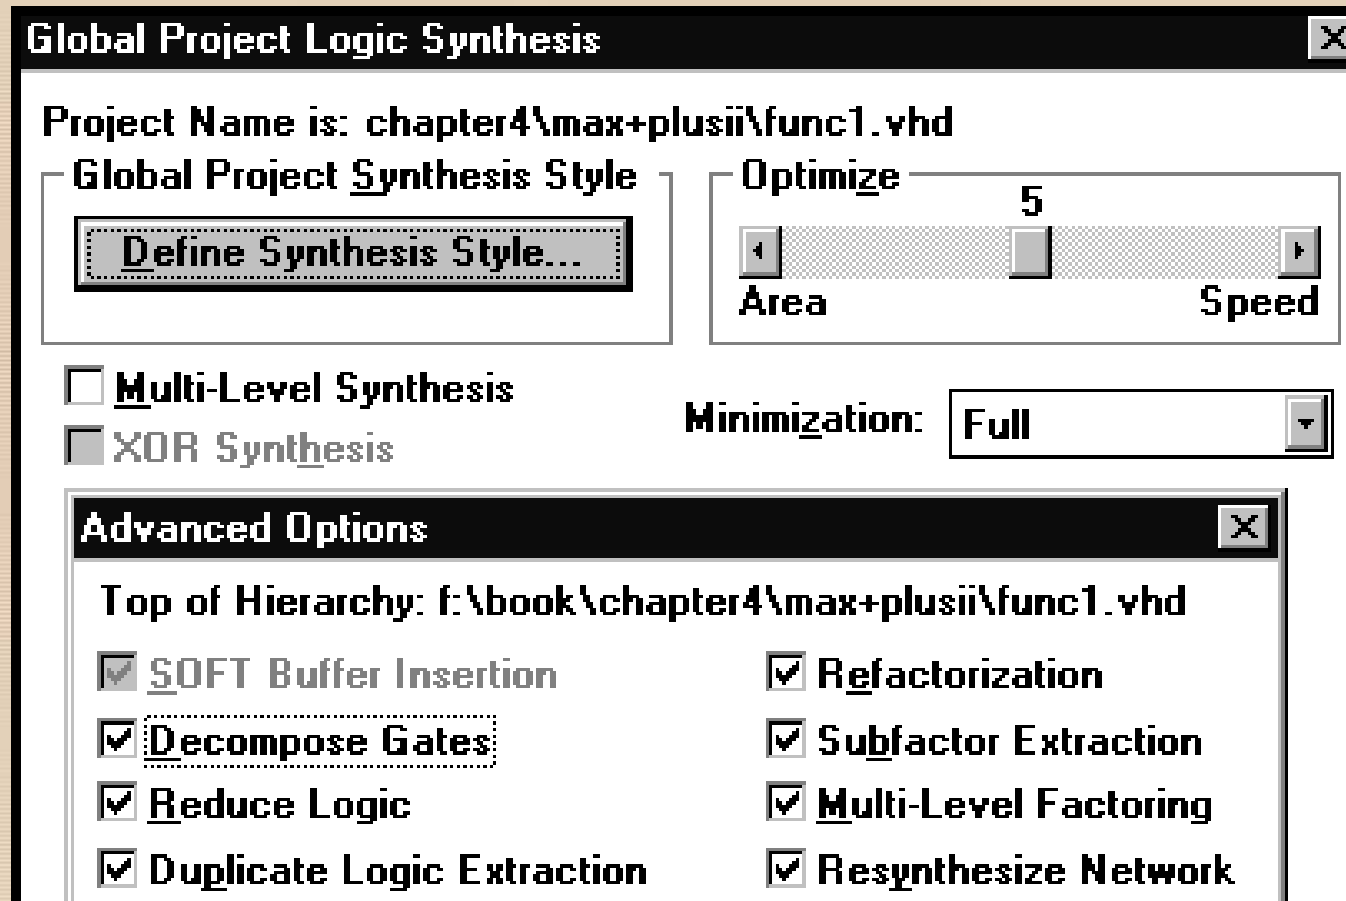 Global Project Logic Synthesis
Project Name is: chapter4\max+plusii\func1.vhd
Global Project Synthesis Style
Define Synthesis Style...
Optimize
5
Area Speed
Multi-Level Synthesis
XOR Synthesis
Minimization: Full
Advanced Options
Top of Hierarchy: f:\book\chapter4\max+plusii\func1.vhd
SOFT Buffer Insertion
Refactorization
Decompose Gates
Subfactor Extraction
Reduce Logic
Multi-Level Factoring
Duplicate Logic Extraction
Resynthesize Network